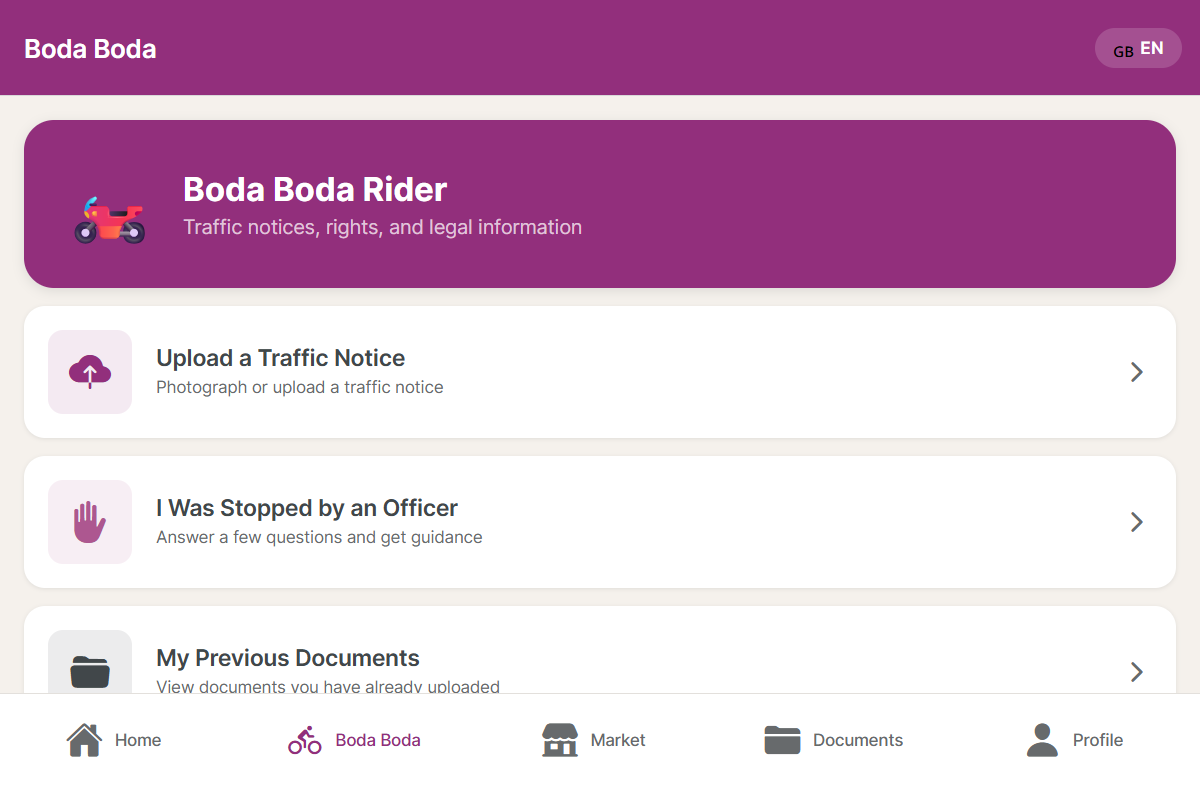 Boda Boda
GB EN
Boda Boda Rider
Traffic notices, rights, and legal information
Upload a Traffic Notice
Photograph or upload a traffic notice
I Was Stopped by an Officer
Answer a few questions and get guidance
My Previous Documents
View documents you have already uploaded
Home
Boda Boda
Market
Documents
Profile